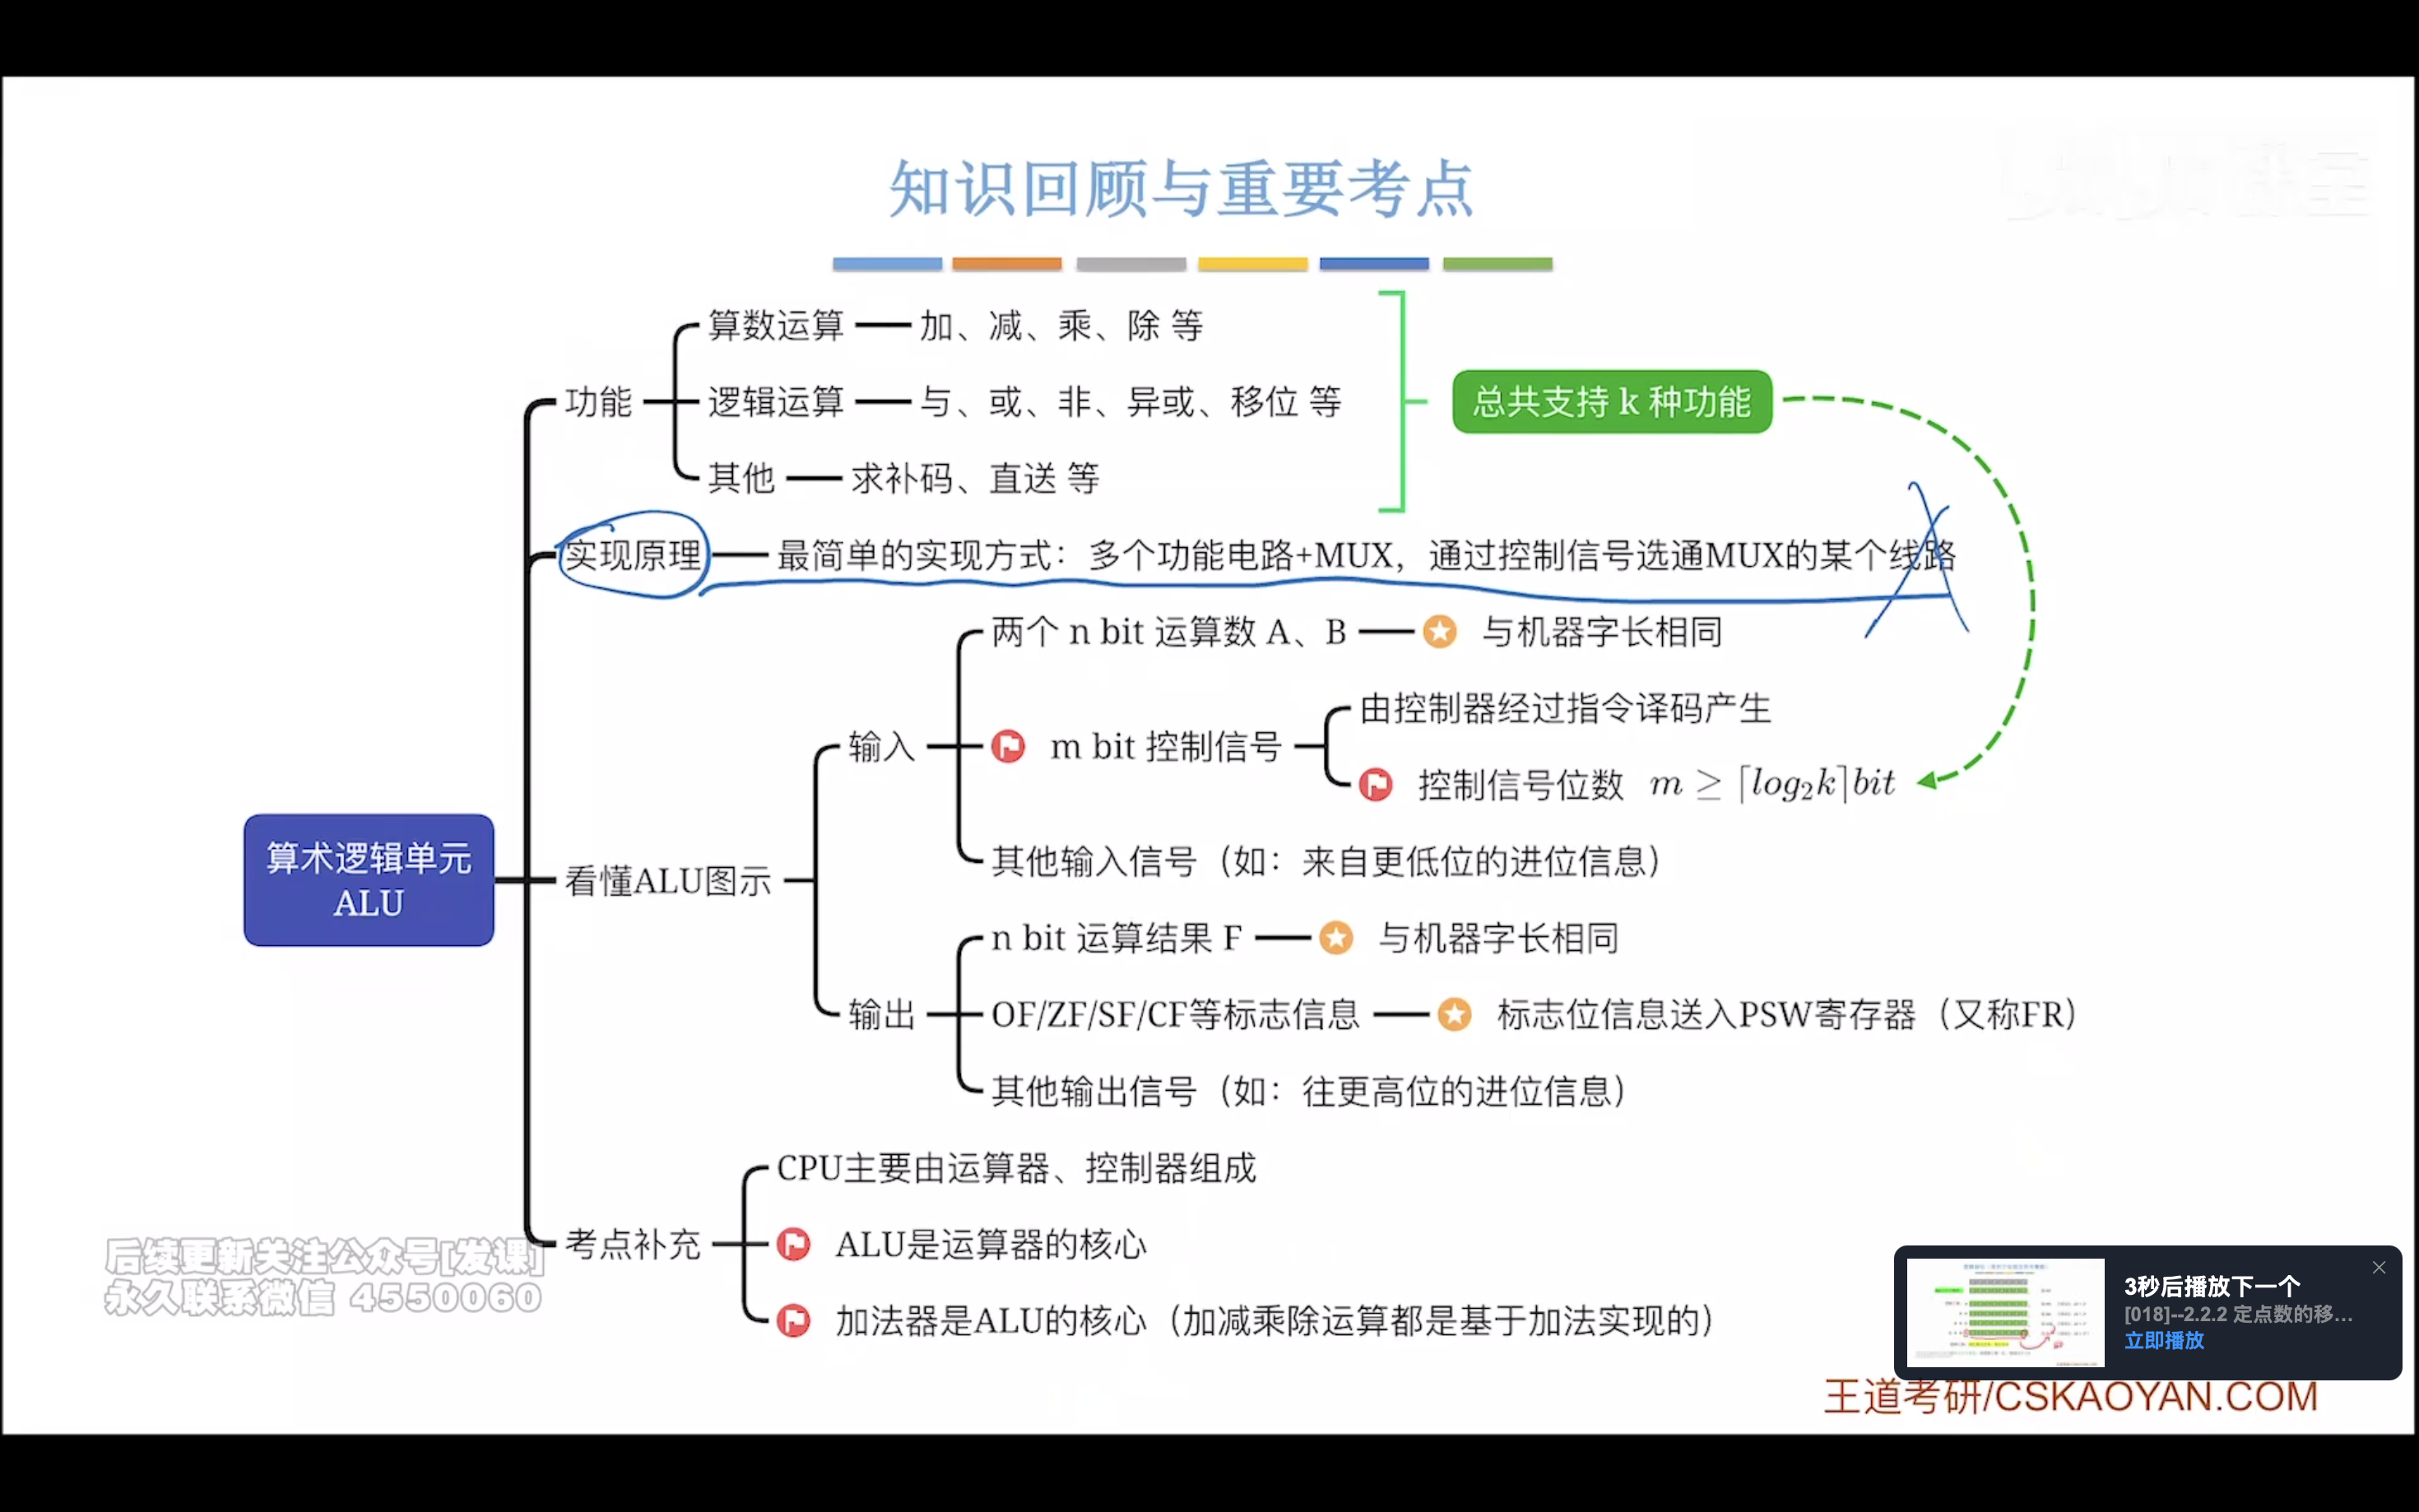 知识回顾与重要考点
算数运算 加、减、乘、除 等
功能 逻辑运算 与、或、非、异或、移位 等
总共支持 k 种功能
其他 求补码、直送 等
实现原理 最简单的实现方式：多个功能电路+MUX，通过控制信号选通MUX的某个线路
两个 n bit 运算数 A、B 与机器字长相同
由控制器经过指令译码产生
输入 m bit 控制信号
控制信号位数 m ≥ ⌈log₂k⌉bit
其他输入信号（如：来自更低位的进位信息）
算术逻辑单元
ALU
看懂ALU图示
n bit 运算结果 F 与机器字长相同
输出 OF/ZF/SF/CF等标志信息 标志位信息送入PSW寄存器（又称FR）
其他输出信号（如：往更高位的进位信息）
CPU主要由运算器、控制器组成
考点补充 ALU是运算器的核心
加法器是ALU的核心（加减乘除运算都是基于加法实现的）
后续更新关注公众号[发课]
永久联系微信 4550060
3秒后播放下一个
[018]--2.2.2 定点数的移...
立即播放
王道考研/CSKAOYAN.COM